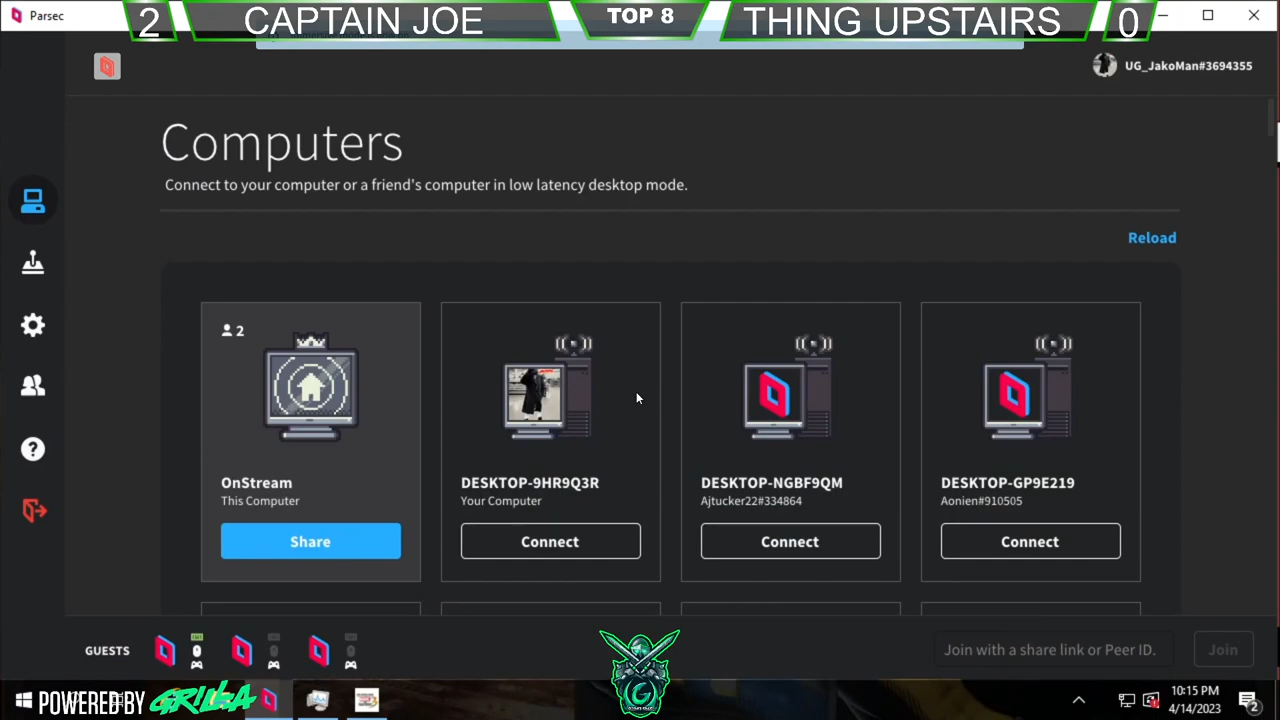 Parsec
2 CAPTAIN JOE TOP 8 THING UPSTAIRS 0
UG_JakoMan#3694355
Computers
Connect to your computer or a friend's computer in low latency desktop mode.
Reload
2
OnStream
This Computer
Share
DESKTOP-9HR9Q3R
Your Computer
Connect
DESKTOP-NGBF9QM
Ajtucker22#334864
Connect
DESKTOP-GP9E219
Aonien#910505
Connect
GUESTS
Join with a share link or Peer ID.
Join
POWERED BY GRILLA
G
10:15 PM
4/14/2023
2